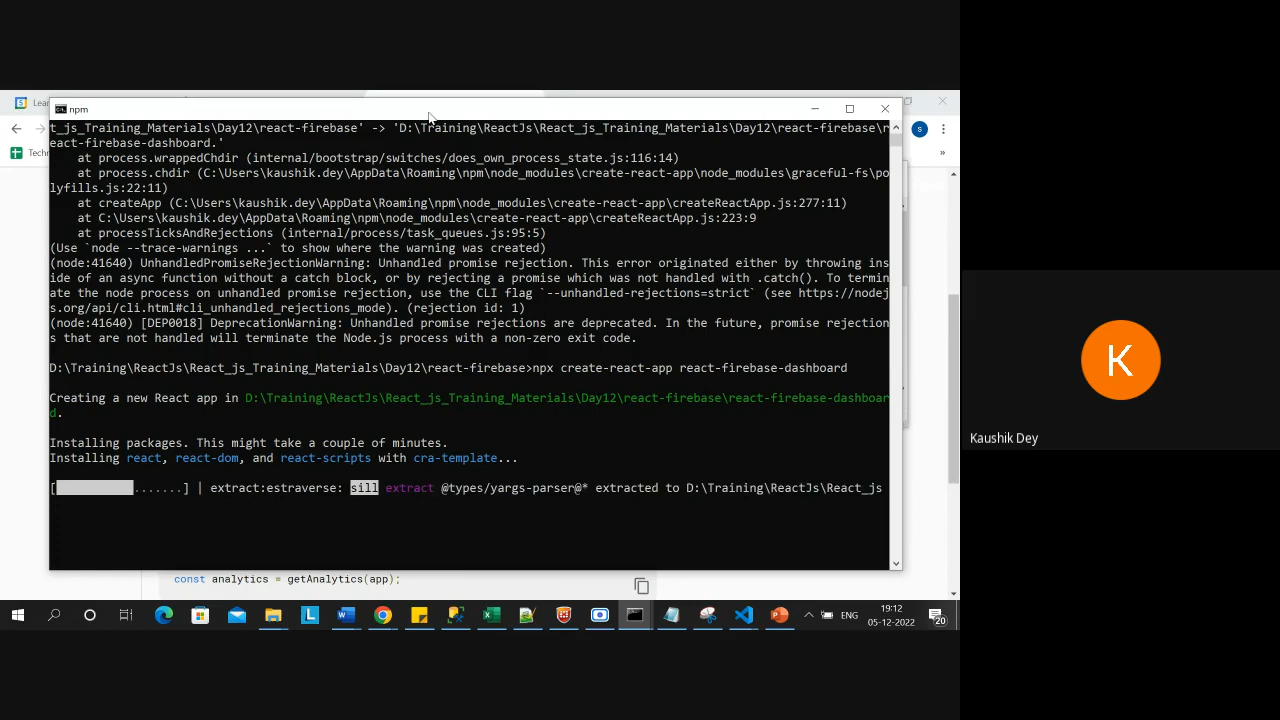 Lear
npm
Techn
t_js_Training_Materials\Day12\react-firebase' -> 'D:\Training\ReactJs\React_js_Training_Materials\Day12\react-firebase\r
eact-firebase-dashboard.'
at process.wrappedChdir (internal/bootstrap/switches/does_own_process_state.js:116:14)
at process.chdir (C:\Users\kaushik.dey\AppData\Roaming\npm\node_modules\create-react-app\node_modules\graceful-fs\po
lyfills.js:22:11)
at createApp (C:\Users\kaushik.dey\AppData\Roaming\npm\node_modules\create-react-app\createReactApp.js:277:11)
at C:\Users\kaushik.dey\AppData\Roaming\npm\node_modules\create-react-app\createReactApp.js:223:9
at processTicksAndRejections (internal/process/task_queues.js:95:5)
(Use `node --trace-warnings ...` to show where the warning was created)
(node:41640) UnhandledPromiseRejectionWarning: Unhandled promise rejection. This error originated either by throwing ins
ide of an async function without a catch block, or by rejecting a promise which was not handled with .catch(). To termin
ate the node process on unhandled promise rejection, use the CLI flag `--unhandled-rejections=strict` (see https://nodej
s.org/api/cli.html#cli_unhandled_rejections_mode). (rejection id: 1)
(node:41640) [DEP0018] DeprecationWarning: Unhandled promise rejections are deprecated. In the future, promise rejection
s that are not handled will terminate the Node.js process with a non-zero exit code.
D:\Training\ReactJs\React_js_Training_Materials\Day12\react-firebase>npx create-react-app react-firebase-dashboard
Creating a new React app in D:\Training\ReactJs\React_js_Training_Materials\Day12\react-firebase\react-firebase-dashboar
d.
Installing packages. This might take a couple of minutes.
Installing react, react-dom, and react-scripts with cra-template...
[ .......] | extract:estraverse: sill extract @types/yargs-parser@* extracted to D:\Training\ReactJs\React_js
const analytics = getAnalytics(app);
ENG
19:12
05-12-2022
20
K
Kaushik Dey